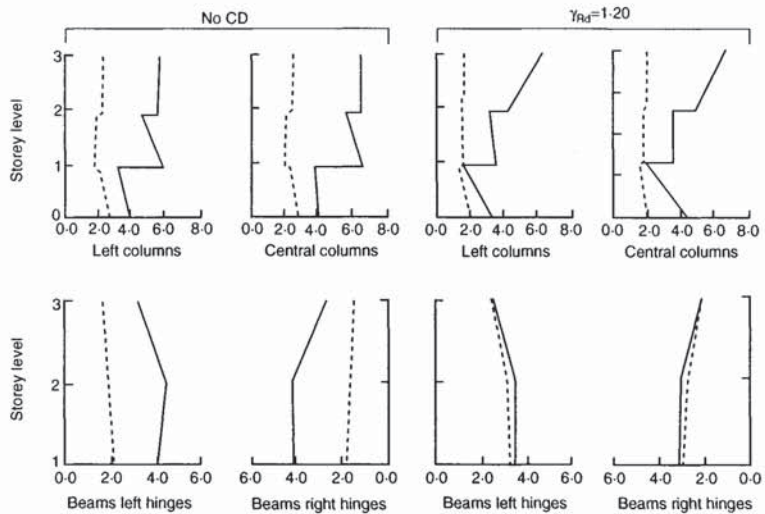 No CD
γRd=1·20
3
2
1
0
Storey level
0·0 2·0 4·0 6·0 8·0
0·0 2·0 4·0 6·0 8·0
0·0 2·0 4·0 6·0 8·0
0·0 2·0 4·0 6·0 8·0
Left columns
Central columns
Left columns
Central columns
3
2
1
Storey level
0·0 2·0 4·0 6·0
6·0 4·0 2·0 0·0
0·0 2·0 4·0 6·0
6·0 4·0 2·0 0·0
Beams left hinges
Beams right hinges
Beams left hinges
Beams right hinges